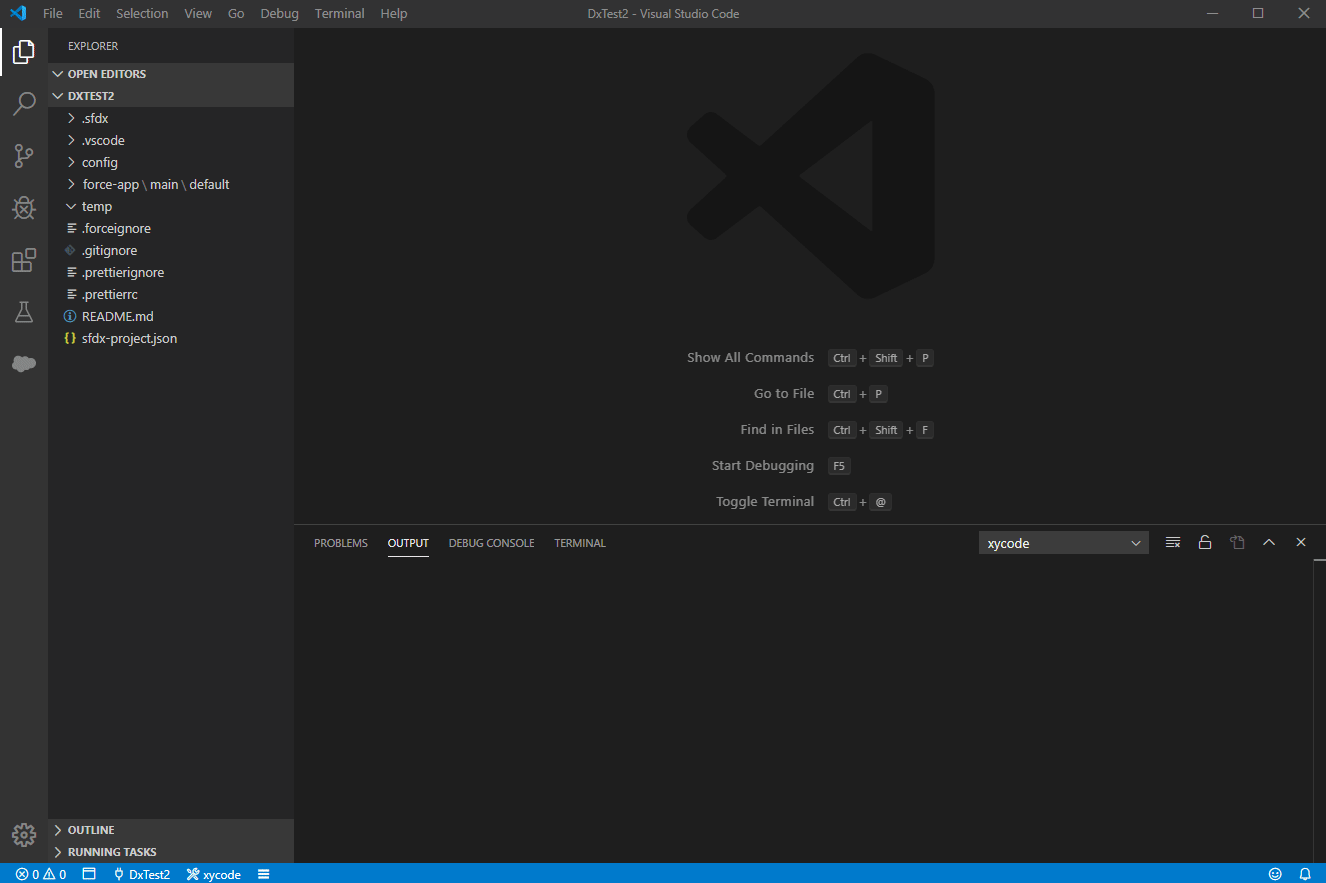 File Edit Selection View Go Debug Terminal Help DxTest2 - Visual Studio Code
EXPLORER
OPEN EDITORS
DXTEST2
.sfdx
.vscode
config
force-app \ main \ default
temp
.forceignore
.gitignore
.prettierignore
.prettierrc
README.md
sfdx-project.json
OUTLINE
RUNNING TASKS
Show All Commands Ctrl + Shift + P
Go to File Ctrl + P
Find in Files Ctrl + Shift + F
Start Debugging F5
Toggle Terminal Ctrl + @
PROBLEMS OUTPUT DEBUG CONSOLE TERMINAL xycode
0 0 DxTest2 xycode